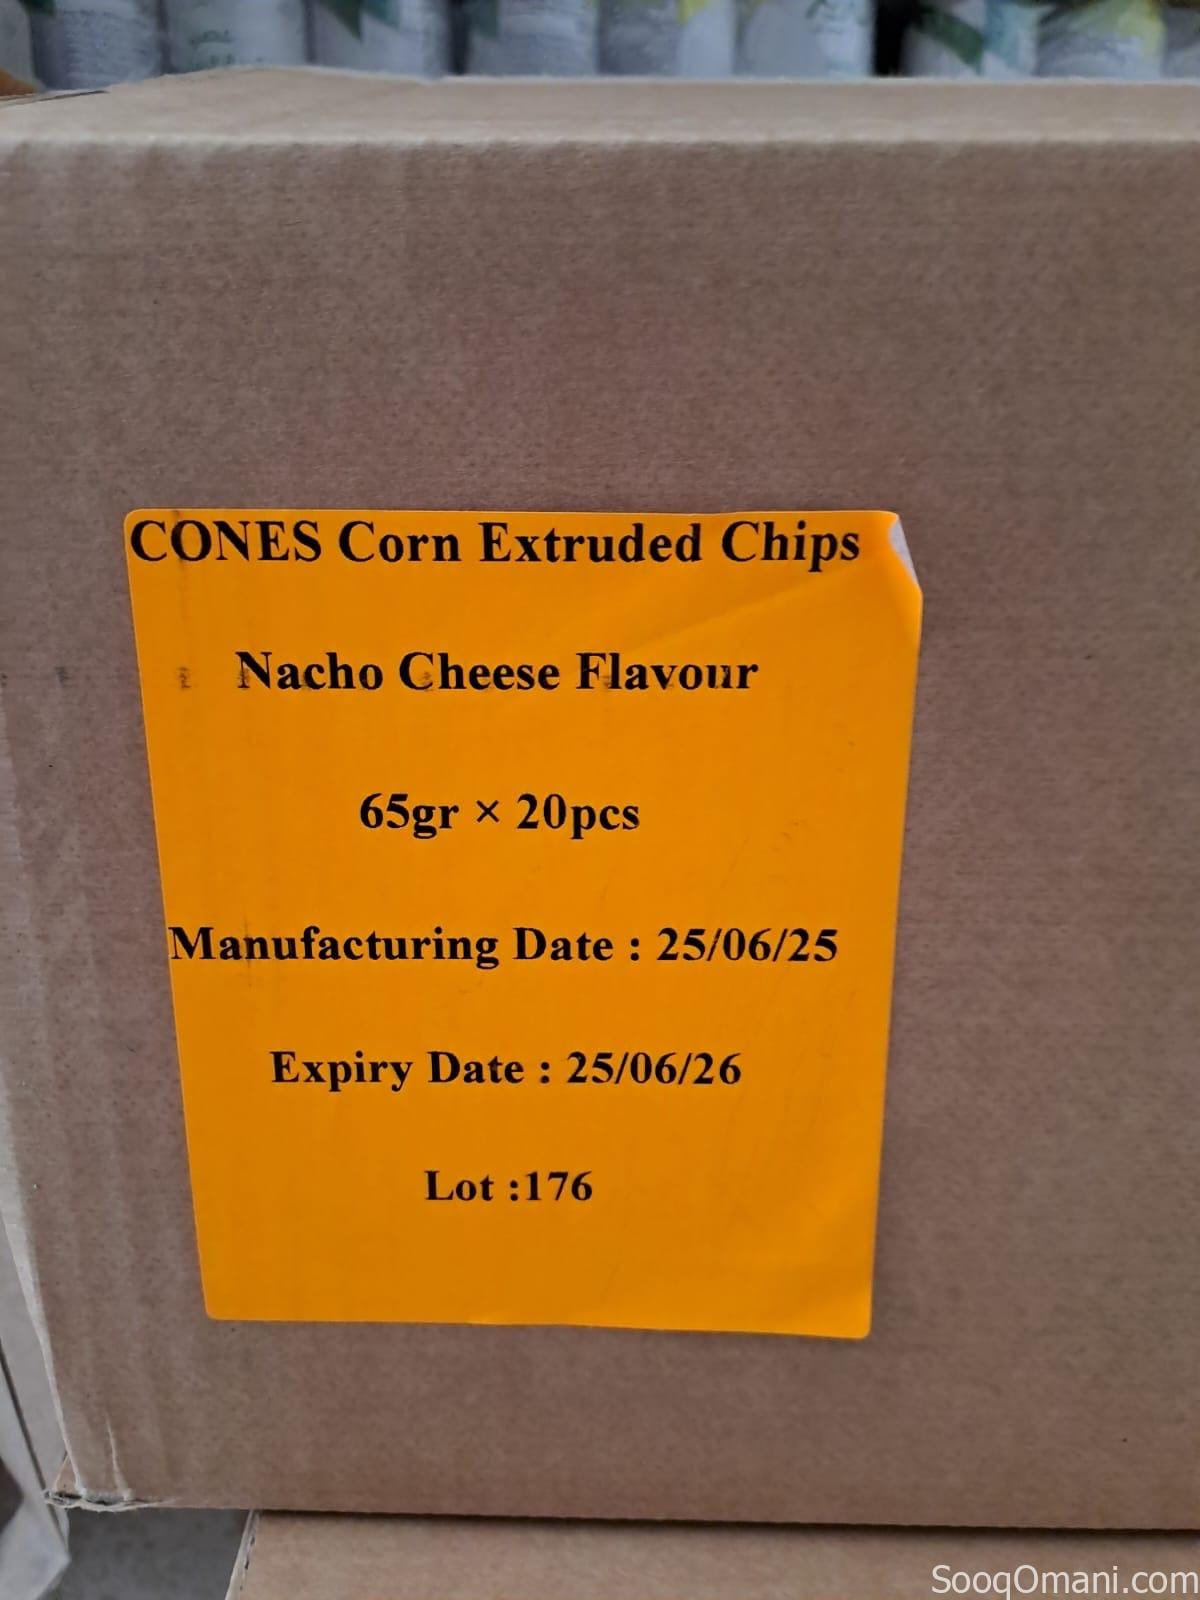 CONES Corn Extruded Chips
Nacho Cheese Flavour
65gr × 20pcs
Manufacturing Date : 25/06/25
Expiry Date : 25/06/26
Lot :176
SooqOmani.com